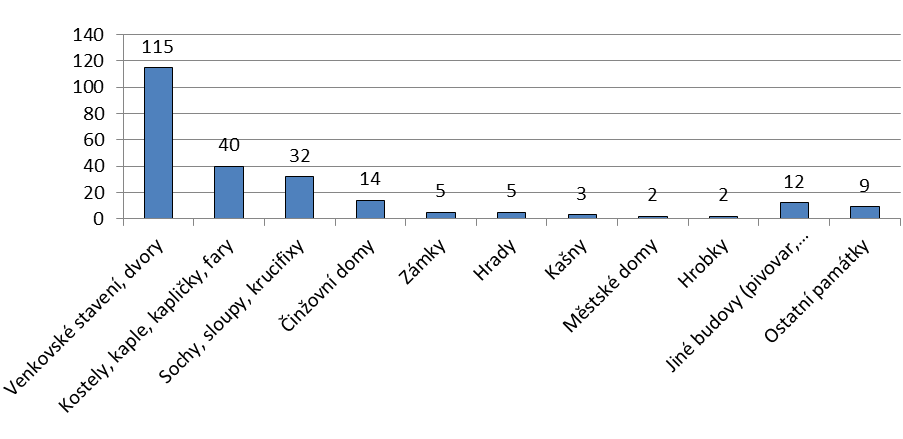 140
120
100
80
60
40
20
0
115
40
32
14
5
5
3
2
2
12
9
Venkovské stavení, dvory
Kostely, kaple, kapličky, fary
Sochy, sloupy, krucifixy
Činžovní domy
Zámky
Hrady
Kašny
Městské domy
Hrobky
Jiné budovy (pivovar,...
Ostatní památky